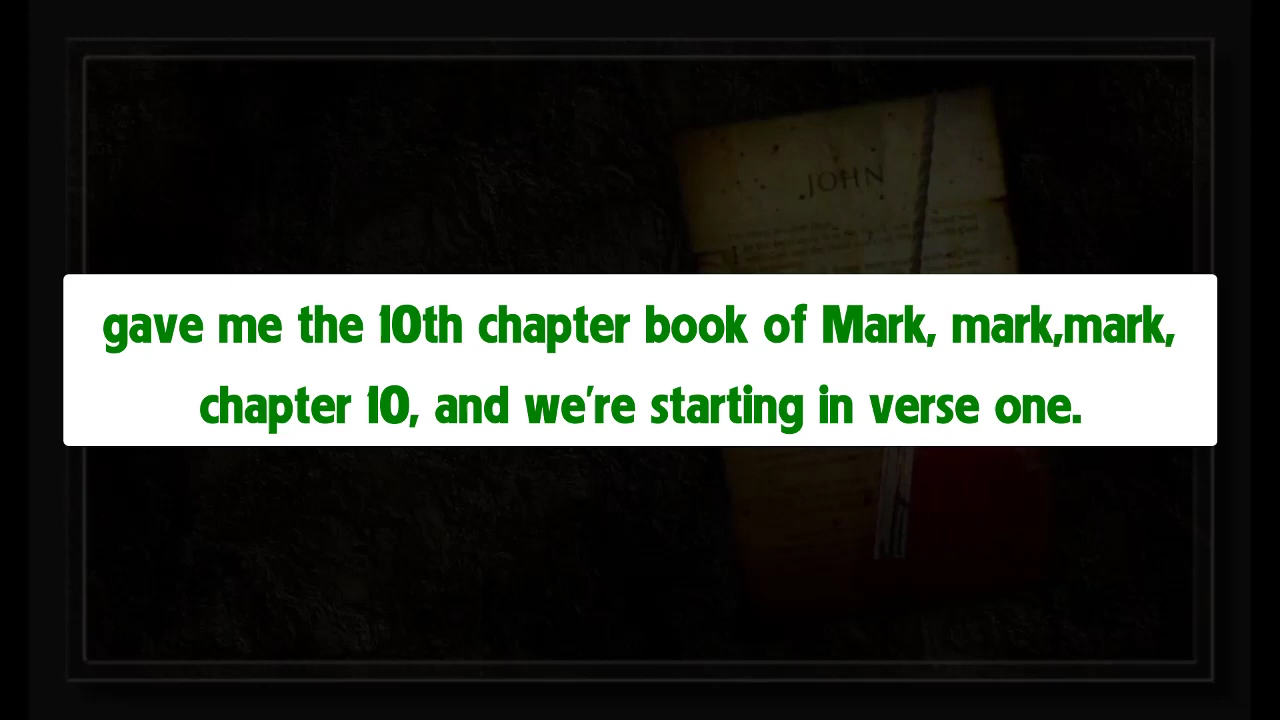 JOHN
gave me the 10th chapter book of Mark, mark,mark,
chapter 10, and we're starting in verse one.